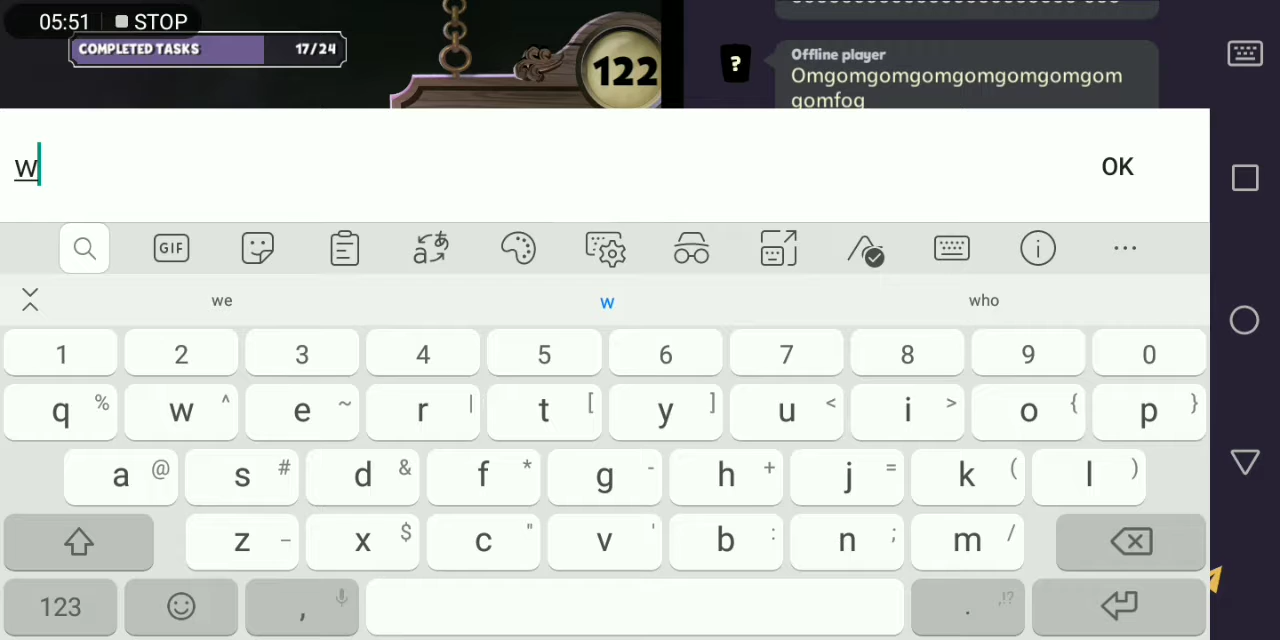 05:51 STOP
COMPLETED TASKS 17/24
122
Offline player
Omgomgomgomgomgomgomgom
gomfog
?
w
OK
GIF
we w who
1 2 3 4 5 6 7 8 9 0
q % w ^ e ~ r | t [ y ] u < i > o { p }
a @ s # d & f * g - h + j = k ( l )
z _ x $ c " v ' b : n ; m /
123 , . ,!?